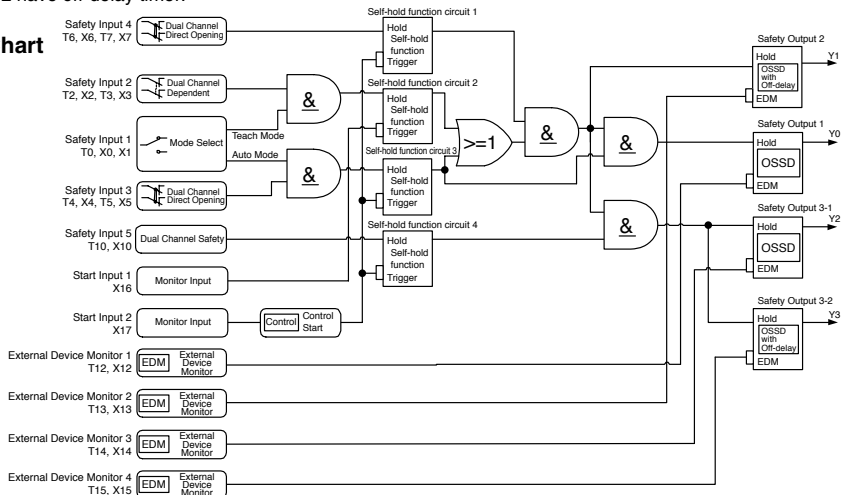 2 have off-delay timer.
hart
Safety Input 4
T6, X6, T7, X7
Dual Channel
Direct Opening
Safety Input 2
T2, X2, T3, X3
Dual Channel
Dependent
Safety Input 1
T0, X0, X1
Mode Select
Teach Mode
Auto Mode
Safety Input 3
T4, X4, T5, X5
Dual Channel
Direct Opening
Safety Input 5
T10, X10
Dual Channel Safety
Start Input 1
X16
Monitor Input
Start Input 2
X17
Monitor Input
Control
Control
Start
External Device Monitor 1
T12, X12
EDM
External
Device
Monitor
External Device Monitor 2
T13, X13
EDM
External
Device
Monitor
External Device Monitor 3
T14, X14
EDM
External
Device
Monitor
External Device Monitor 4
T15, X15
EDM
External
Device
Monitor
&
&
Self-hold function circuit 1
Hold
Self-hold
function
Trigger
Self-hold function circuit 2
Hold
Self-hold
function
Trigger
Self-hold function circuit 3
Hold
Self-hold
function
Trigger
Self-hold function circuit 4
Hold
Self-hold
function
Trigger
>=1
&
&
&
Safety Output 2
Hold
OSSD
with
Off-delay
EDM
Y1
Safety Output 1
Hold
OSSD
EDM
Y0
Safety Output 3-1
Hold
OSSD
EDM
Y2
Safety Output 3-2
Hold
OSSD
with
Off-delay
EDM
Y3